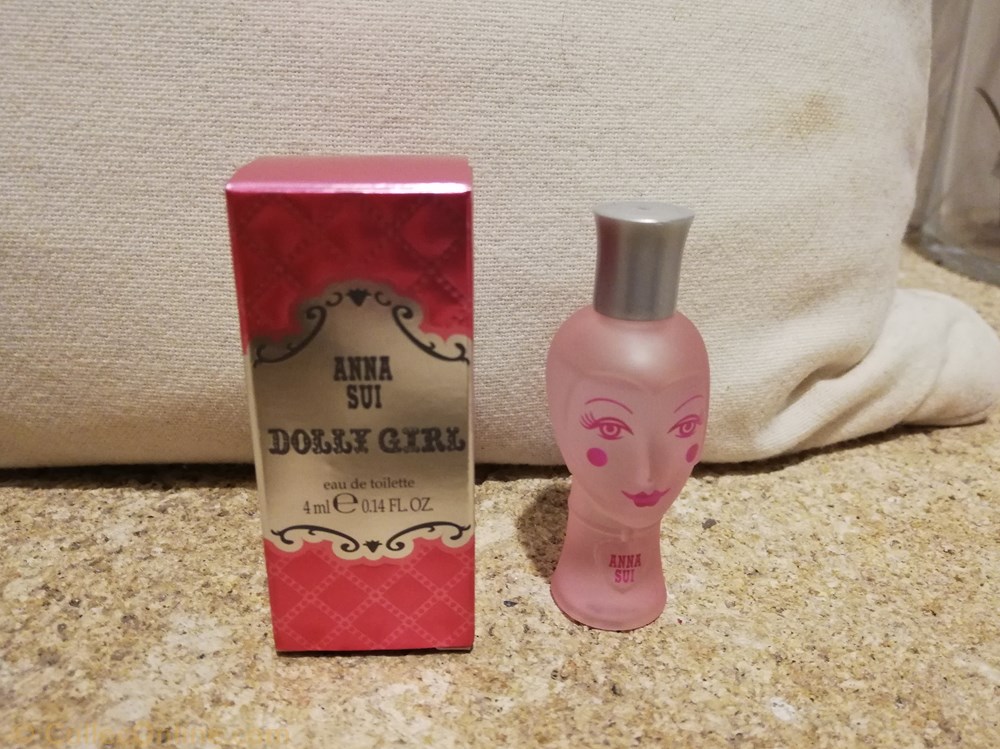 ANNA
SUI
DOLLY GIRL
eau de toilette
4 ml ℮ 0.14 FL. OZ.
ANNA
SUI